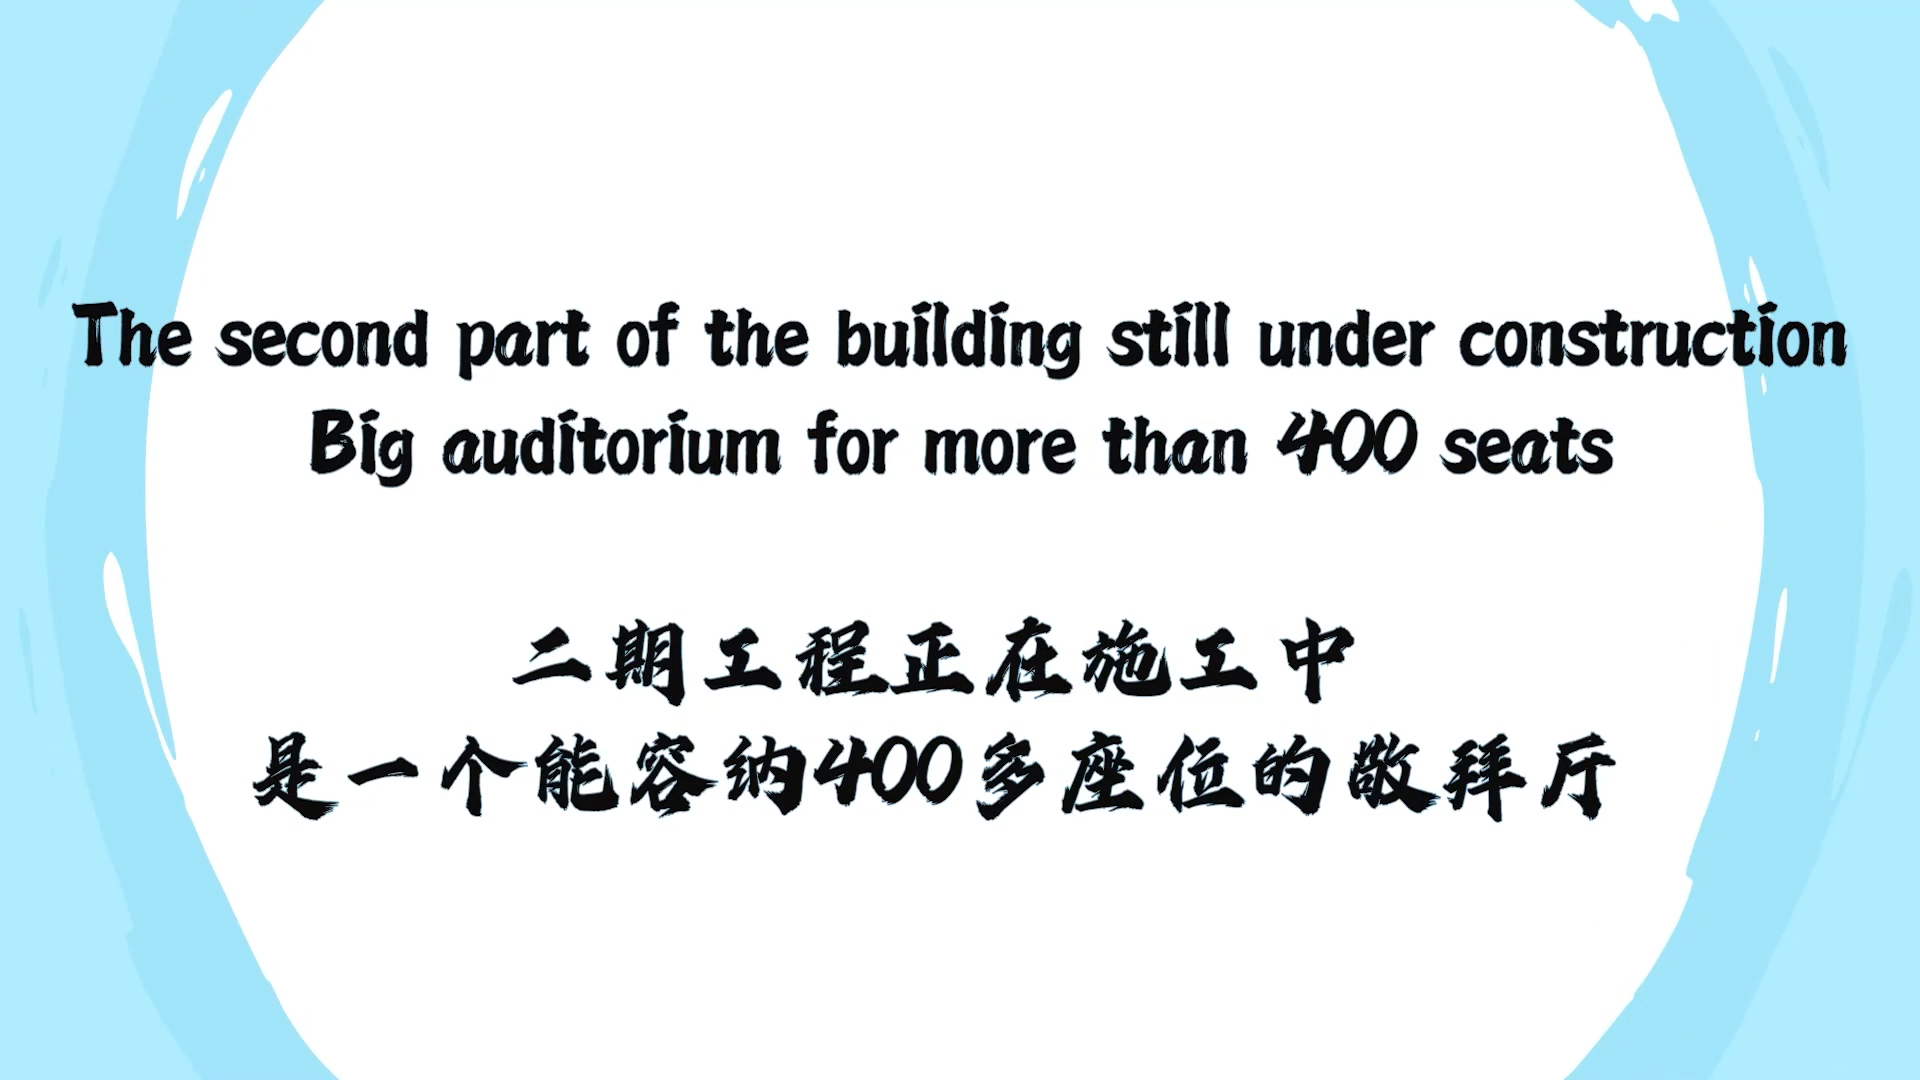 The second part of the building still under construction
Big auditorium for more than 400 seats
二期工程正在施工中
是一个能容纳400多座位的敬拜厅